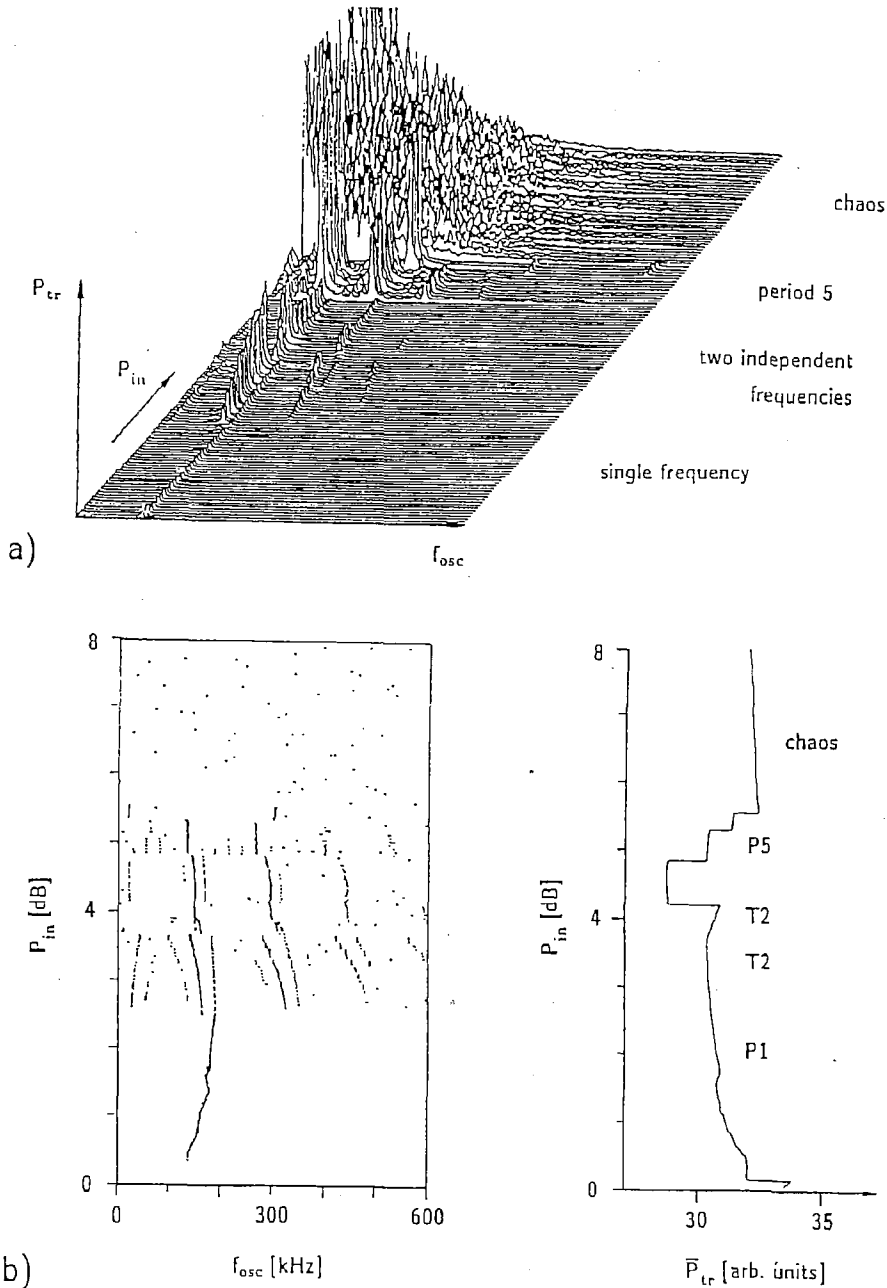 chaos
P_tr
period 5
P_in
two independent
frequencies
single frequency
a)
f_osc
8
8
chaos
P5
P_in [dB]
4
P_in [dB]
4
T2
T2
P1
0
0
0
300
600
30
35
b)
f_osc [kHz]
P̅_tr [arb. units]